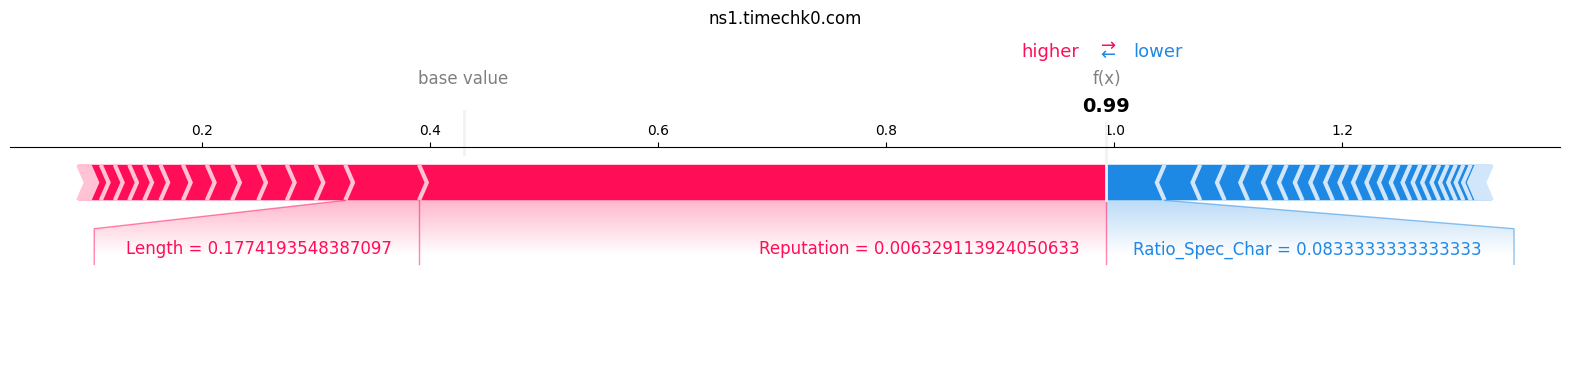 ns1.timechk0.com
higher ⇄ lower
base value f(x)
0.99
0.2 0.4 0.6 0.8 1.0 1.2
Length = 0.1774193548387097 Reputation = 0.006329113924050633 Ratio_Spec_Char = 0.0833333333333333